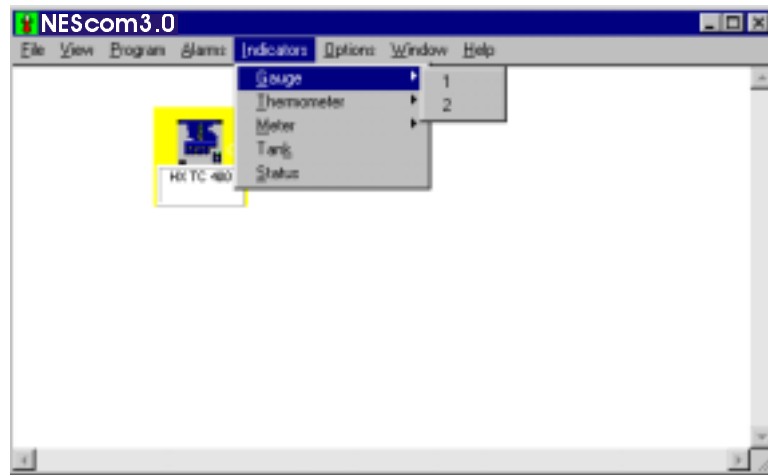 NEScom3.0
File View Program Alarms Indicators Options Window Help
Gauge 1
Thermometer 2
Meter
Tank
Status
HX TC 400